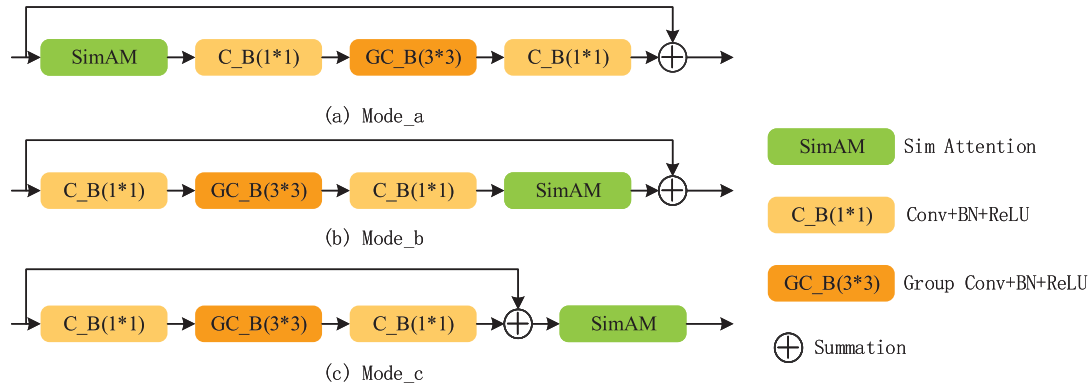 SimAM C_B(1*1) GC_B(3*3) C_B(1*1)
(a) Mode_a
C_B(1*1) GC_B(3*3) C_B(1*1) SimAM
(b) Mode_b
C_B(1*1) GC_B(3*3) C_B(1*1) SimAM
(c) Mode_c
SimAM Sim Attention
C_B(1*1) Conv+BN+ReLU
GC_B(3*3) Group Conv+BN+ReLU
Summation